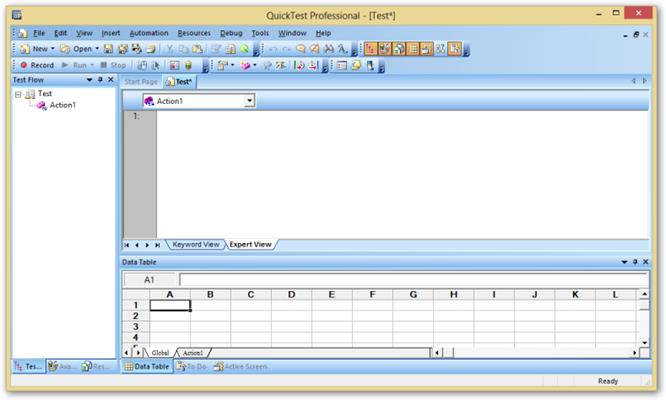 QuickTest Professional - [Test*]
File Edit View Insert Automation Resources Debug Tools Window Help
New Open
Record Run Stop
Test Flow
Start Page Test*
Test
Action1
Action1
1:
Keyword View Expert View
Data Table
A1
A B C D E F G H I J K L
1
2
3
4
Global Action1
Tes... Ava... Res...
Data Table To Do Active Screen
Ready